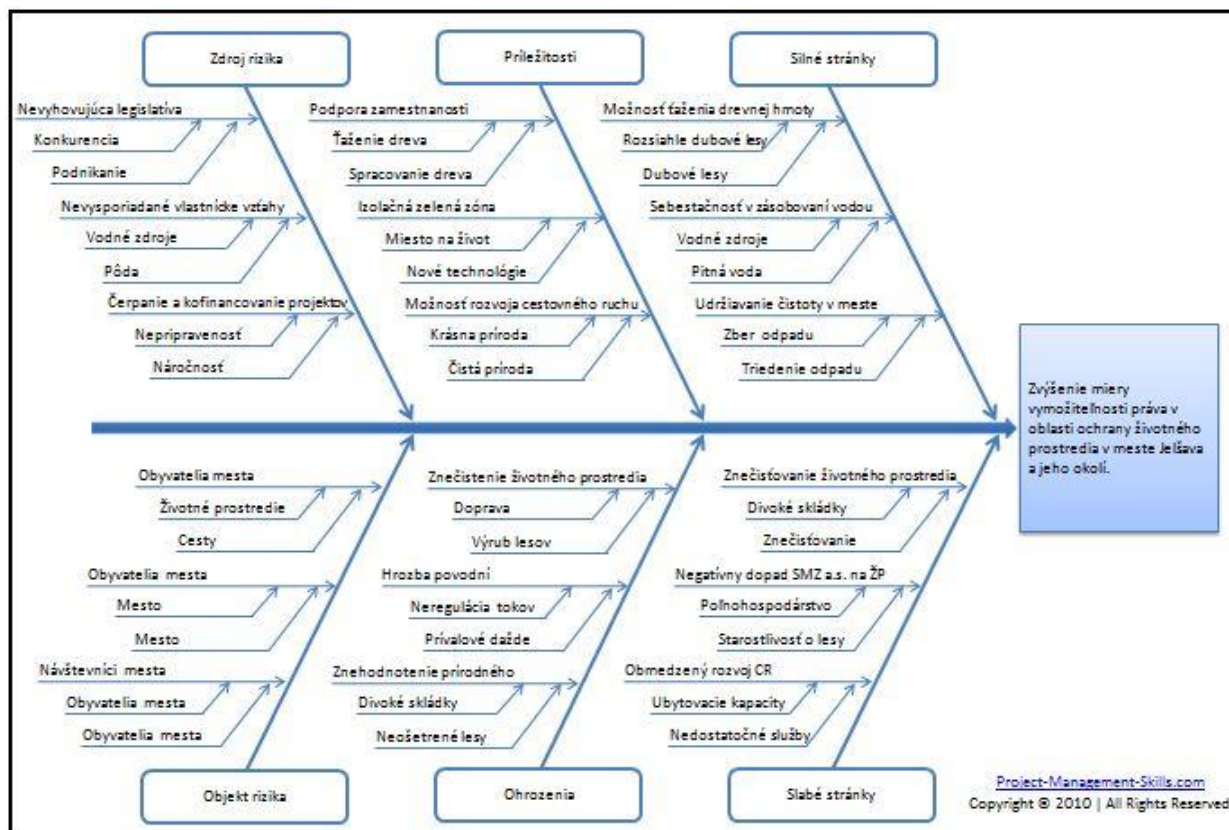 Zdroj rizika
Príležitosti
Silné stránky
Nevyhovujúca legislatíva
Konkurencia
Podnikanie
Nevysporiadané vlastnícke vzťahy
Vodné zdroje
Pôda
Čerpanie a kofinancovanie projektov
Nepripravenosť
Náročnosť
Podpora zamestnanosti
Ťaženie dreva
Spracovanie dreva
Izolačná zelená zóna
Miesto na život
Nové technológie
Možnosť rozvoja cestovného ruchu
Krásna príroda
Čistá príroda
Možnosť ťaženia drevnej hmoty
Rozsiahle dubové lesy
Dubové lesy
Sebestačnosť v zásobovaní vodou
Vodné zdroje
Pitná voda
Udržiavanie čistoty v meste
Zber odpadu
Triedenie odpadu
Zvýšenie miery
vymožiteľnosti práva v
oblasti ochrany životného
prostredia v meste Jelšava
a jeho okolí.
Obyvatelia mesta
Životné prostredie
Cesty
Obyvatelia mesta
Mesto
Mesto
Návštevníci mesta
Obyvatelia mesta
Obyvatelia mesta
Znečistenie životného prostredia
Doprava
Výrub lesov
Hrozba povodní
Neregulácia tokov
Prívalové dažde
Znehodnotenie prírodného
Divoké skládky
Neošetrené lesy
Znečisťovanie životného prostredia
Divoké skládky
Znečisťovanie
Negatívny dopad SMZ a.s. na ŽP
Poľnohospodárstvo
Starostlivosť o lesy
Obmedzený rozvoj CR
Ubytovacie kapacity
Nedostatočné služby
Objekt rizika
Ohrozenia
Slabé stránky
Project-Management-Skills.com
Copyright © 2010 | All Rights Reserved